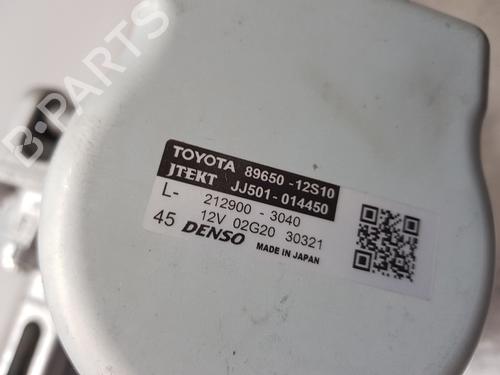 B-PARTS
TOYOTA 89650-12S10
JTEKT JJ501-014450
L- 212900-3040
12V 02G20 30321
45 DENSO MADE IN JAPAN